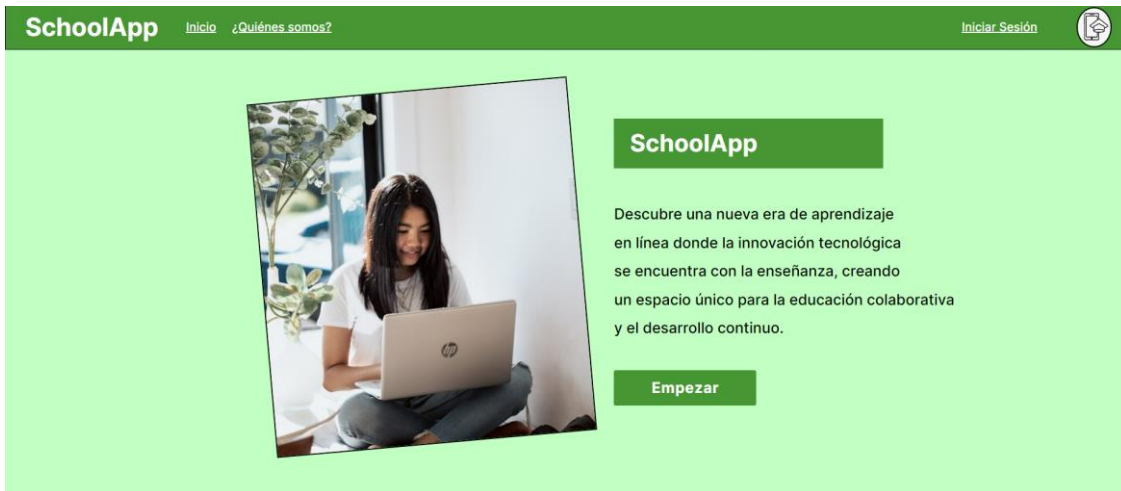 SchoolApp
Inicio
¿Quiénes somos?
Iniciar Sesión
SchoolApp
Descubre una nueva era de aprendizaje
en línea donde la innovación tecnológica
se encuentra con la enseñanza, creando
un espacio único para la educación colaborativa
y el desarrollo continuo.
Empezar
hp